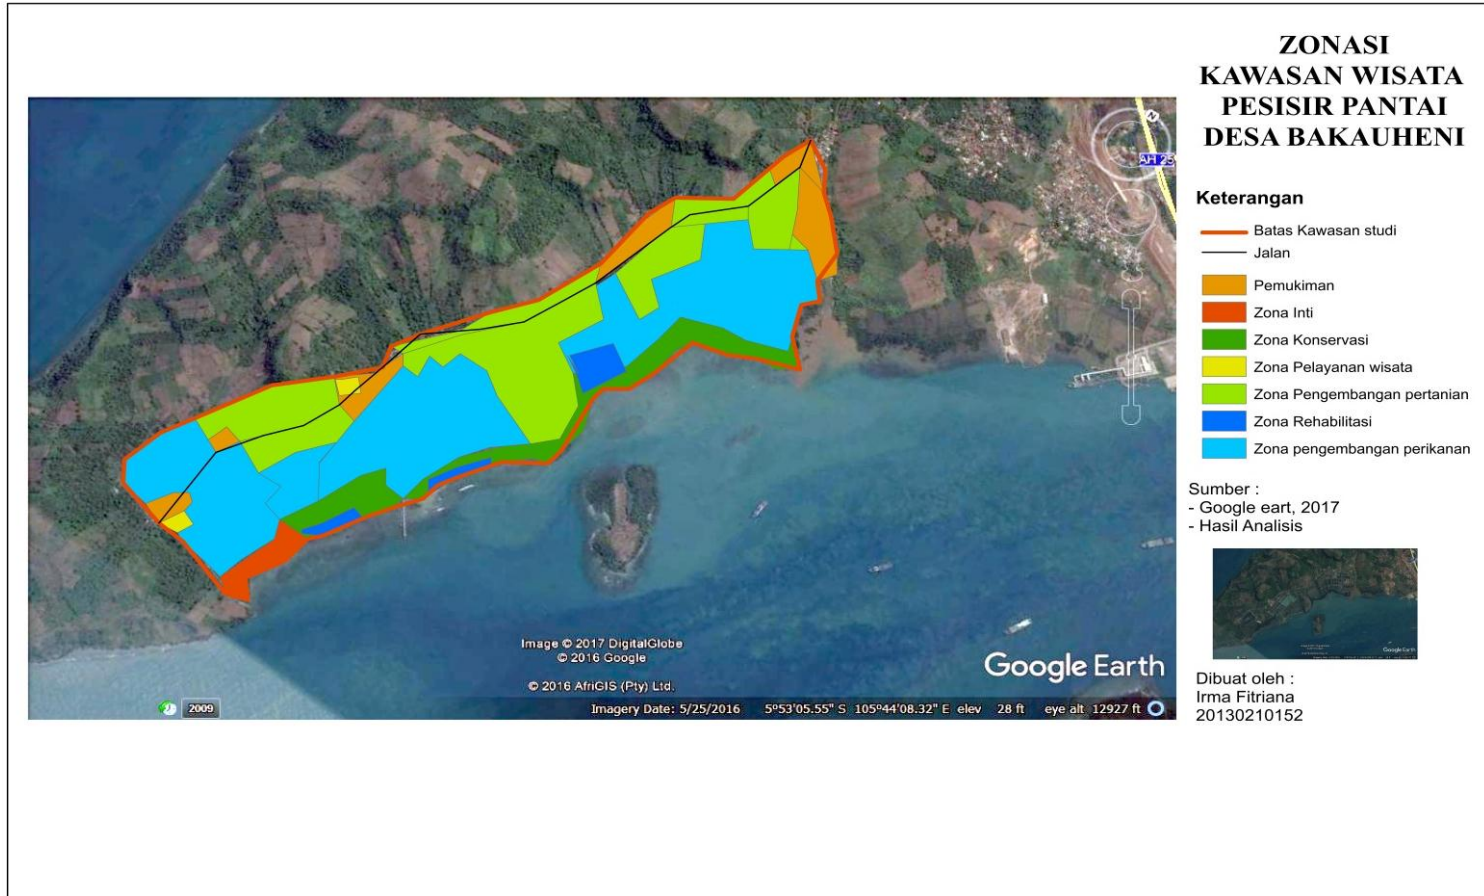 ZONASI
KAWASAN WISATA
PESISIR PANTAI
DESA BAKAUHENI
Keterangan
Batas Kawasan studi
Jalan
Pemukiman
Zona Inti
Zona Konservasi
Zona Pelayanan wisata
Zona Pengembangan pertanian
Zona Rehabilitasi
Zona pengembangan perikanan
Sumber :
- Google eart, 2017
- Hasil Analisis
Dibuat oleh :
Irma Fitriana
20130210152
N
AH 25
Image © 2017 DigitalGlobe
© 2016 Google
© 2016 AfriGIS (Pty) Ltd.
Google Earth
2009
Imagery Date: 5/25/2016 5°53'05.55" S 105°44'08.32" E elev 28 ft eye alt 12927 ft